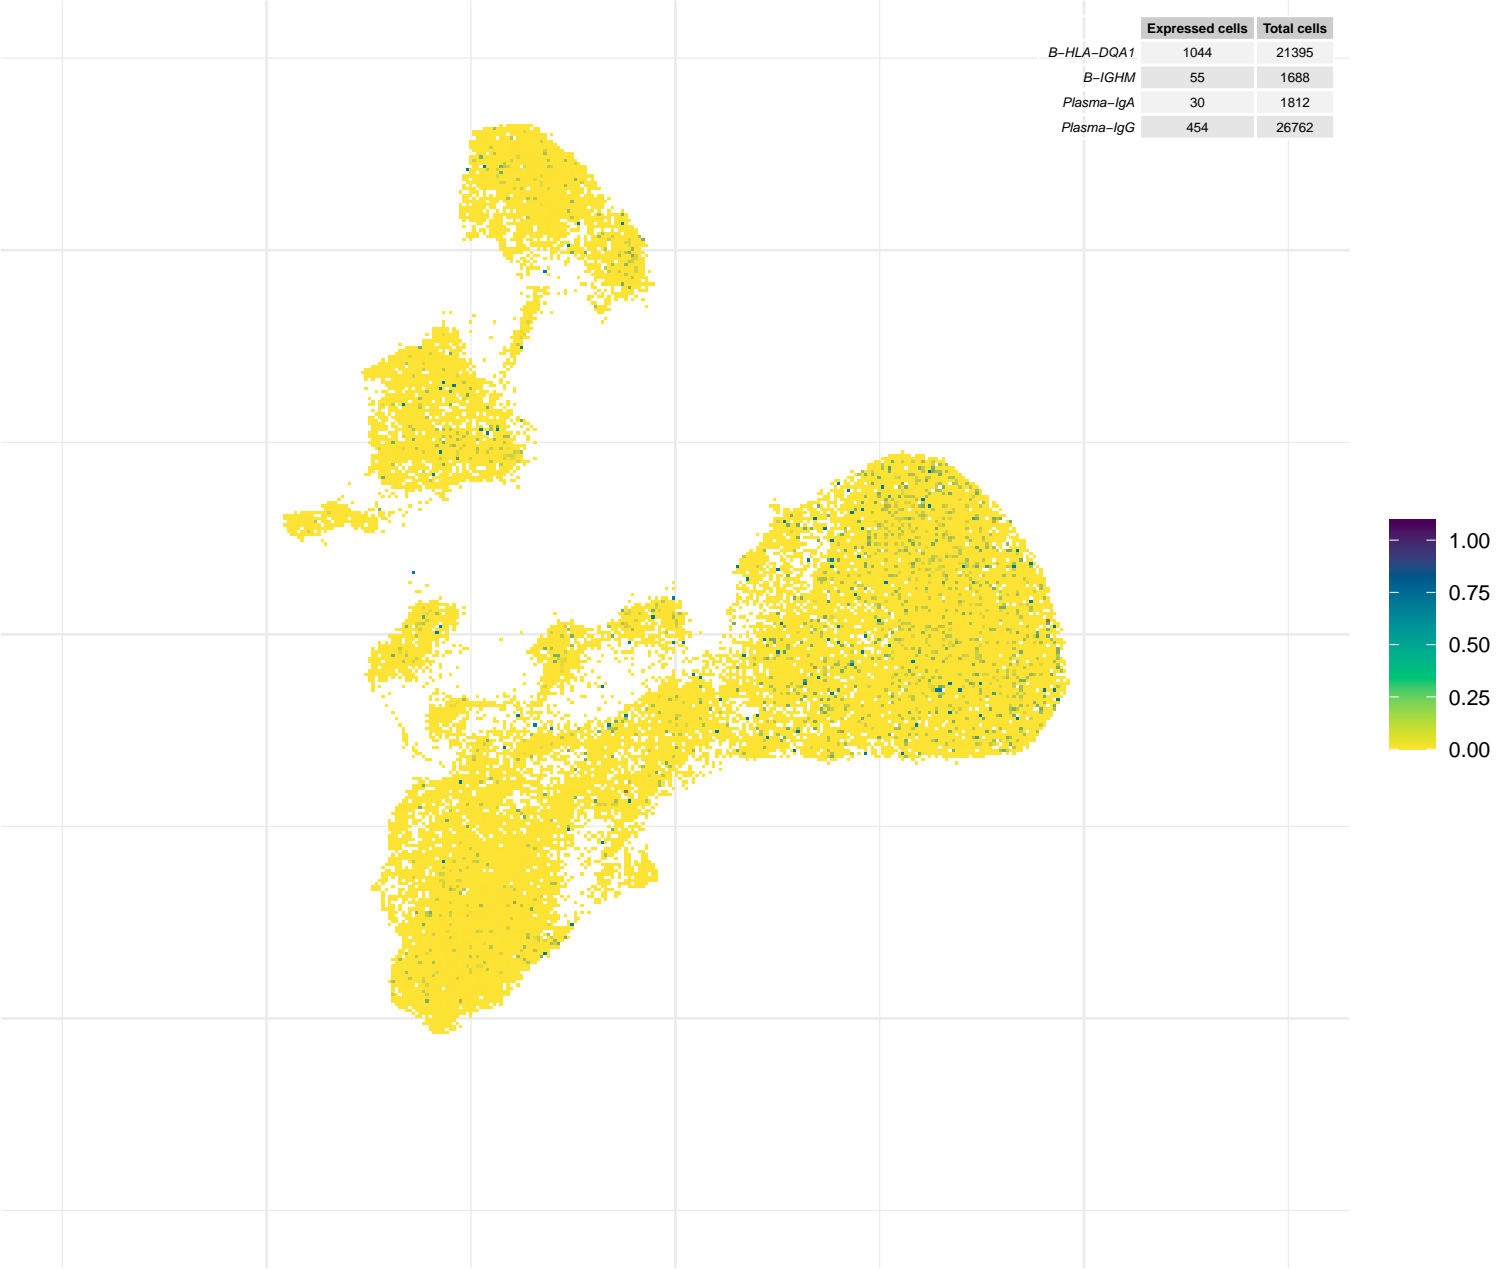 Expressed cells Total cells
B−HLA−DQA1 1044 21395
B−IGHM 55 1688
Plasma−IgA 30 1812
Plasma−IgG 454 26762
1.00
0.75
0.50
0.25
0.00